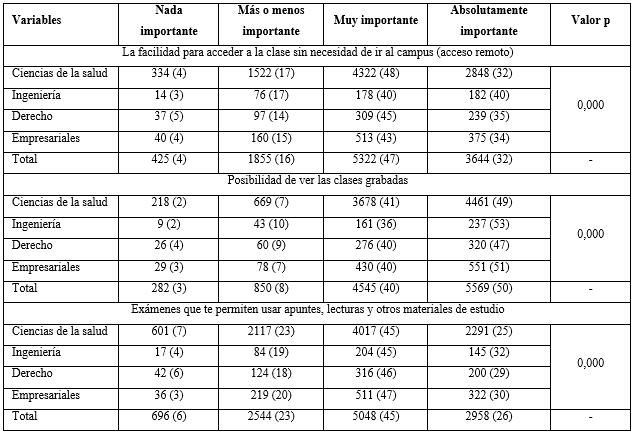 Variables Nada importante Más o menos importante Muy importante Absolutamente importante Valor p
La facilidad para acceder a la clase sin necesidad de ir al campus (acceso remoto)
Ciencias de la salud 334 (4) 1522 (17) 4322 (48) 2848 (32) 0,000
Ingeniería 14 (3) 76 (17) 178 (40) 182 (40)
Derecho 37 (5) 97 (14) 309 (45) 239 (35)
Empresariales 40 (4) 160 (15) 513 (43) 375 (34)
Total 425 (4) 1855 (16) 5322 (47) 3644 (32) -
Posibilidad de ver las clases grabadas
Ciencias de la salud 218 (2) 669 (7) 3678 (41) 4461 (49) 0,000
Ingeniería 9 (2) 43 (10) 161 (36) 237 (53)
Derecho 26 (4) 60 (9) 276 (40) 320 (47)
Empresariales 29 (3) 78 (7) 430 (40) 551 (51)
Total 282 (3) 850 (8) 4545 (40) 5569 (50) -
Exámenes que te permiten usar apuntes, lecturas y otros materiales de estudio
Ciencias de la salud 601 (7) 2117 (23) 4017 (45) 2291 (25) 0,000
Ingeniería 17 (4) 84 (19) 204 (45) 145 (32)
Derecho 42 (6) 124 (18) 316 (46) 200 (29)
Empresariales 36 (3) 219 (20) 511 (47) 322 (30)
Total 696 (6) 2544 (23) 5048 (45) 2958 (26) -